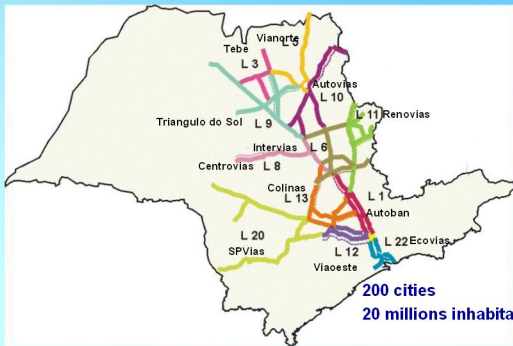 Vianorte
L 5
Tebe
L 3
Autovias
L 10
L 11 Renovias
L 9
Triangulo do Sol
Intervias L 6
L 8
Centrovias
Colinas
L 13
L 1
Autoban
L 20
SPVias
L 12
L 22 Ecovias
Viaoeste
200 cities
20 millions inhabita